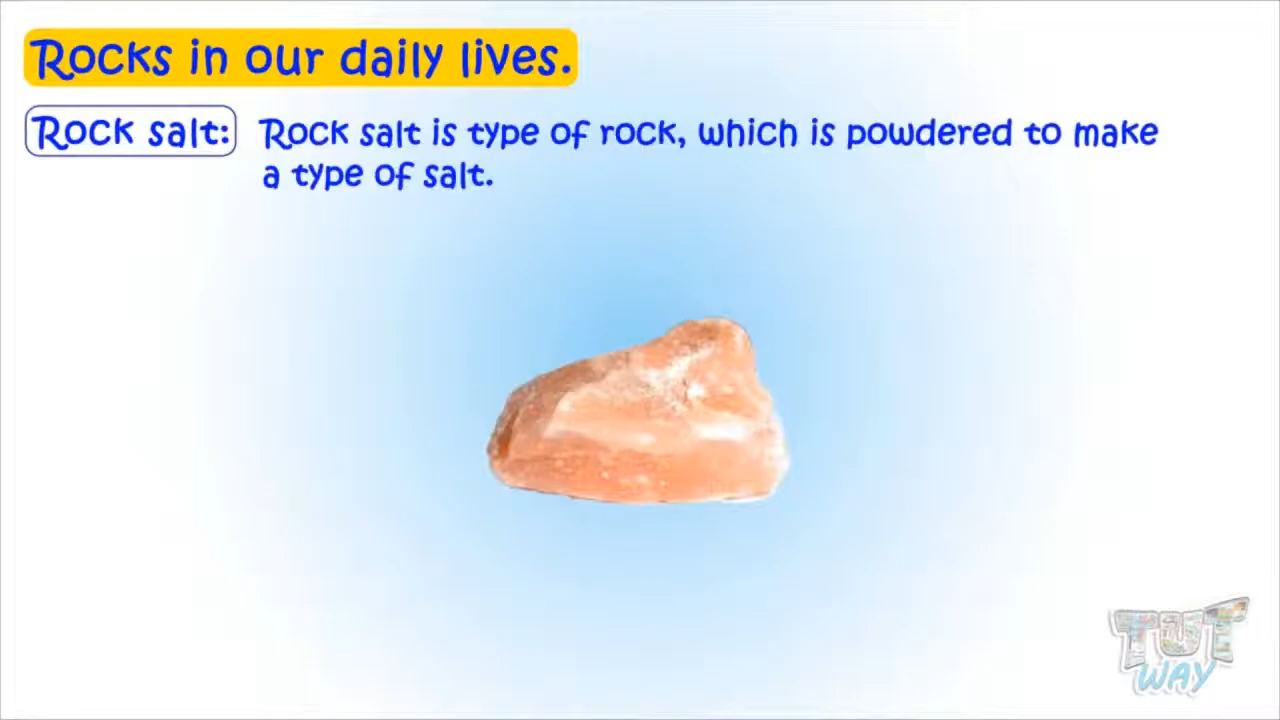 Rocks in our daily lives.
Rock salt: Rock salt is type of rock, which is powdered to make
a type of salt.
TUT
WAY